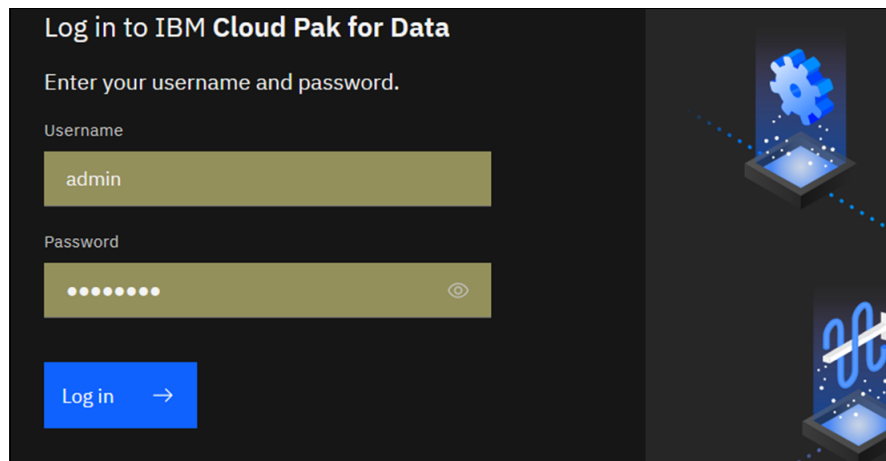 Log in to IBM Cloud Pak for Data
Enter your username and password.
Username
admin
Password
••••••••
Log in →